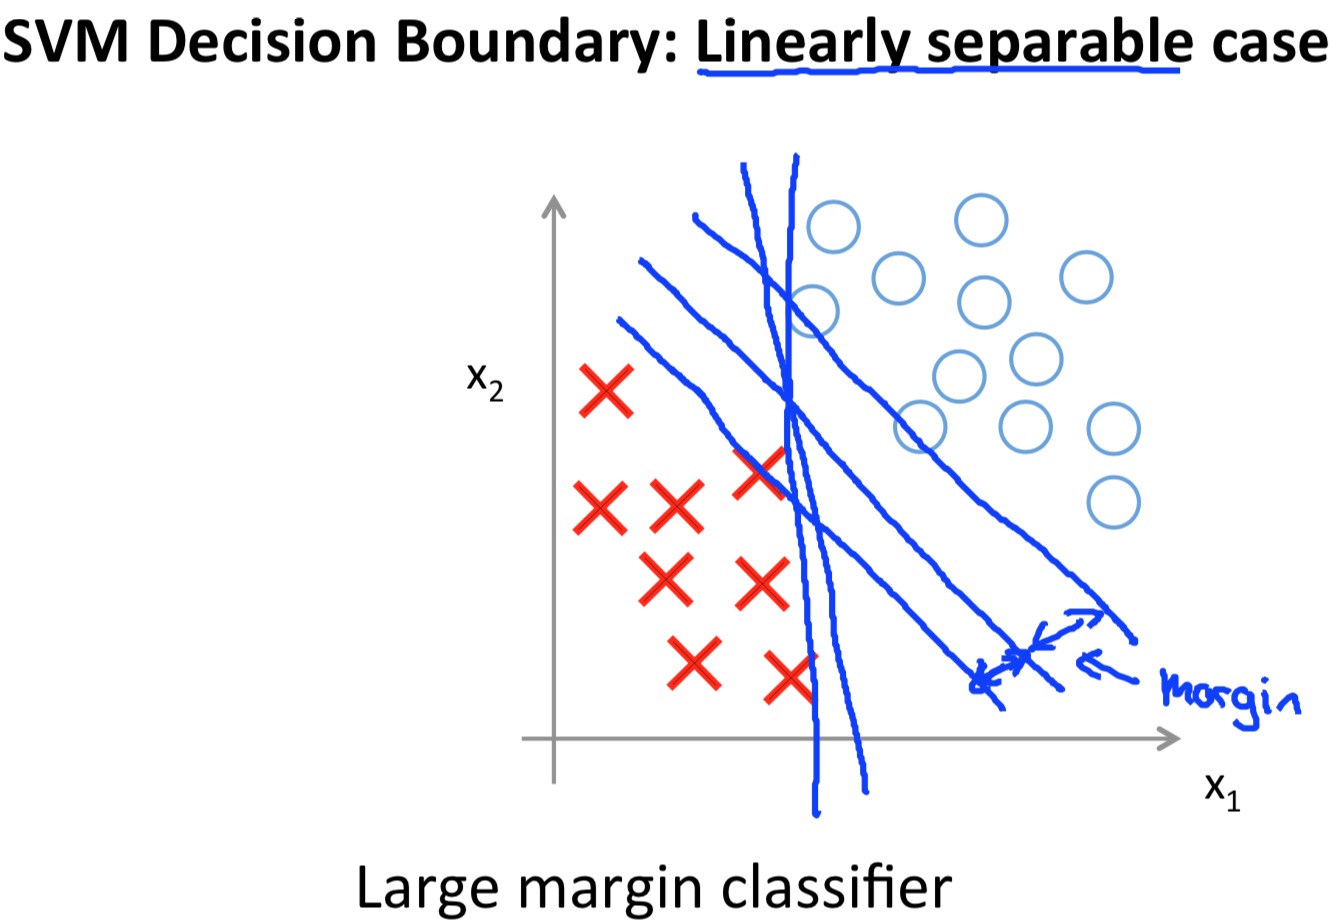 SVM Decision Boundary: Linearly separable case
x₂
margin
x₁
Large margin classifier